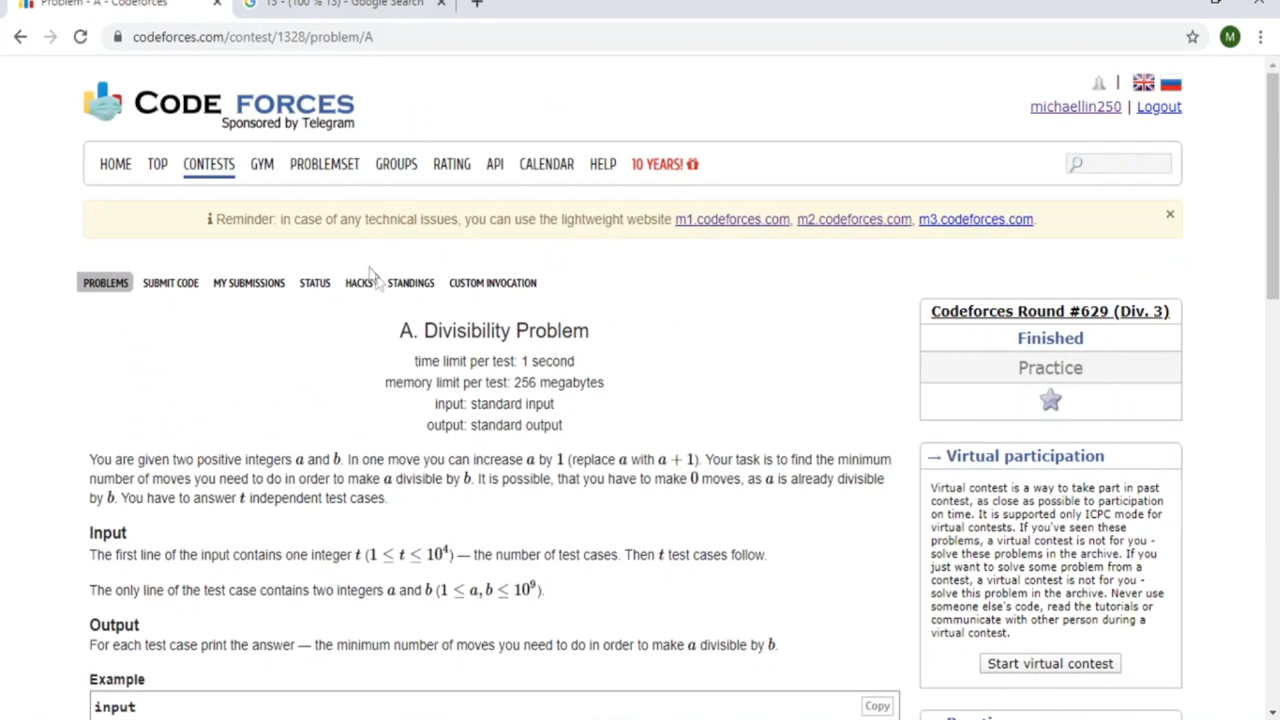 Problem - A - Codeforces
13 - (100 % 13) - Google Search
codeforces.com/contest/1328/problem/A
M
CODE FORCES
Sponsored by Telegram
michaellin250 | Logout
HOME TOP CONTESTS GYM PROBLEMSET GROUPS RATING API CALENDAR HELP 10 YEARS!
Reminder: in case of any technical issues, you can use the lightweight website m1.codeforces.com, m2.codeforces.com, m3.codeforces.com.
PROBLEMS SUBMIT CODE MY SUBMISSIONS STATUS HACKS STANDINGS CUSTOM INVOCATION
A. Divisibility Problem
time limit per test: 1 second
memory limit per test: 256 megabytes
input: standard input
output: standard output
You are given two positive integers a and b. In one move you can increase a by 1 (replace a with a + 1). Your task is to find the minimum
number of moves you need to do in order to make a divisible by b. It is possible, that you have to make 0 moves, as a is already divisible
by b. You have to answer t independent test cases.
Input
The first line of the input contains one integer t (1 ≤ t ≤ 10⁴) — the number of test cases. Then t test cases follow.
The only line of the test case contains two integers a and b (1 ≤ a, b ≤ 10⁹).
Output
For each test case print the answer — the minimum number of moves you need to do in order to make a divisible by b.
Example
input
Copy
Codeforces Round #629 (Div. 3)
Finished
Practice
→ Virtual participation
Virtual contest is a way to take part in past
contest, as close as possible to participation
on time. It is supported only ICPC mode for
virtual contests. If you've seen these
problems, a virtual contest is not for you -
solve these problems in the archive. If you
just want to solve some problem from a
contest, a virtual contest is not for you -
solve this problem in the archive. Never use
someone else's code, read the tutorials or
communicate with other person during a
virtual contest.
Start virtual contest